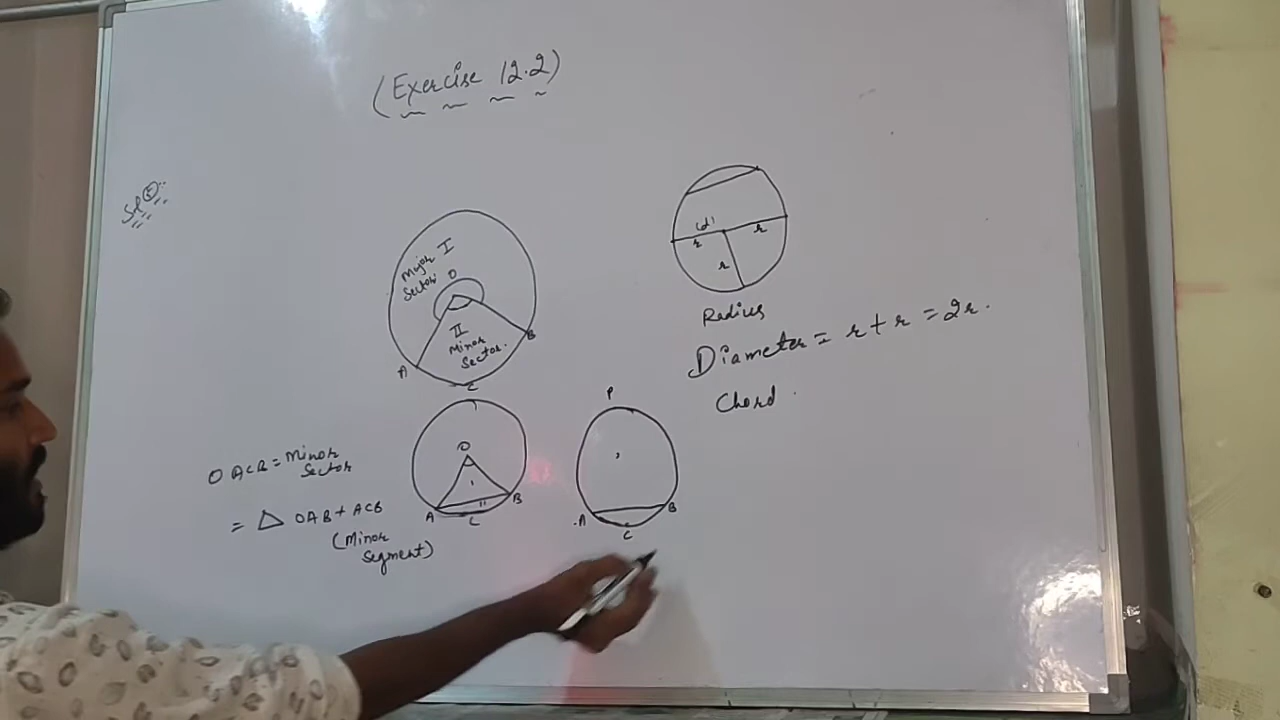 (Exercise 12.2)
Major I
Sector
O
II
Minor
Sector.
A
B
C
(d)
r
r
r
Radius
Diameter = r + r = 2r.
Chord
O ACB = Minor
Sector
= △ OAB + ACB
(Minor
Segment)
O
I
II
A
B
C
P
A
B
C